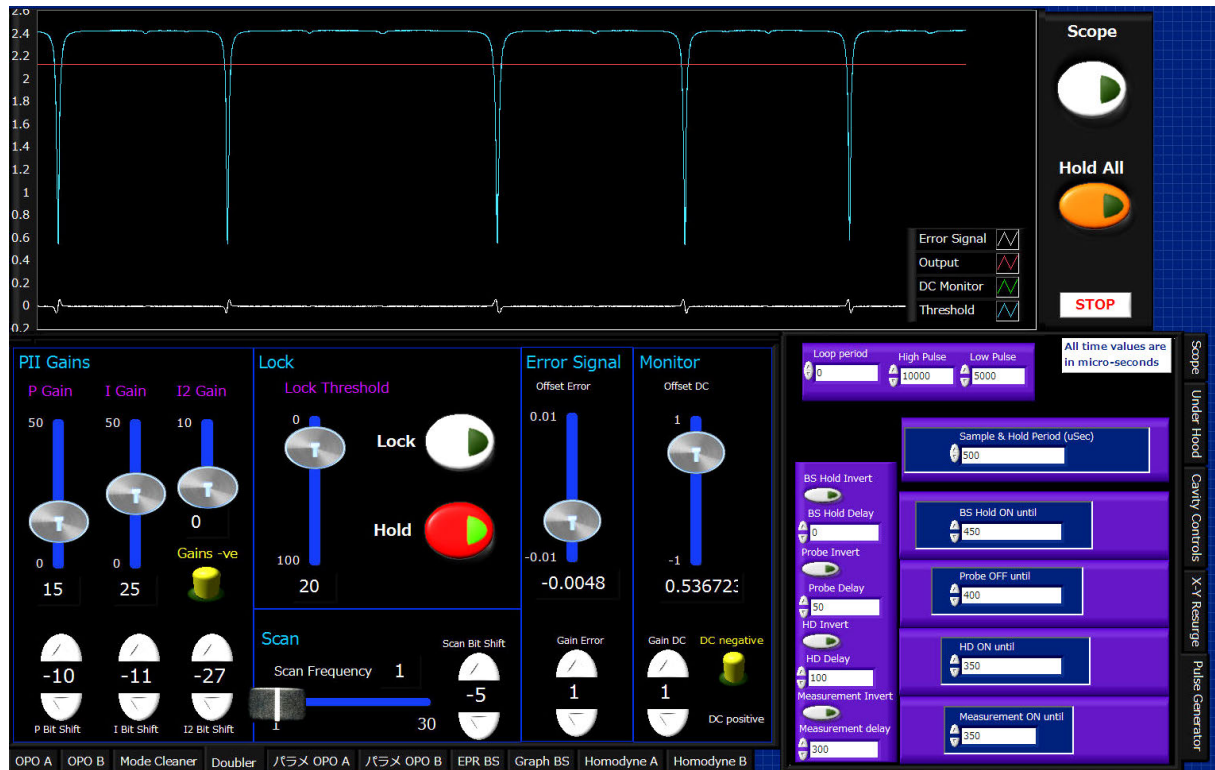 2.6
2.4
2.2
2
1.8
1.6
1.4
1.2
1
0.8
0.6
0.4
0.2
0
0.2
Error Signal
Output
DC Monitor
Threshold
Scope
Hold All
STOP
PII Gains
P Gain I Gain I2 Gain
50 50 10
0 0 0
15 25
Gains -ve
-10 -11 -27
P Bit Shift I Bit Shift I2 Bit Shift
Lock
Lock Threshold
0
Lock
Hold
100
20
Scan
Scan Frequency 1
1 30
Scan Bit Shift
-5
Error Signal
Offset Error
0.01
-0.01
-0.0048
Gain Error
1
Monitor
Offset DC
1
-1
0.536723
Gain DC DC negative
1
DC positive
Loop period High Pulse Low Pulse
0 10000 5000
All time values are
in micro-seconds
Sample & Hold Period (uSec)
500
BS Hold Invert
BS Hold Delay
0
Probe Invert
Probe Delay
50
HD Invert
HD Delay
100
Measurement Invert
Measurement delay
300
BS Hold ON until
450
Probe OFF until
400
HD ON until
350
Measurement ON until
350
Scope
Under Hood
Cavity Controls
X-Y Resurge
Pulse Generator
OPO A OPO B Mode Cleaner Doubler パラメ OPO A パラメ OPO B EPR BS Graph BS Homodyne A Homodyne B